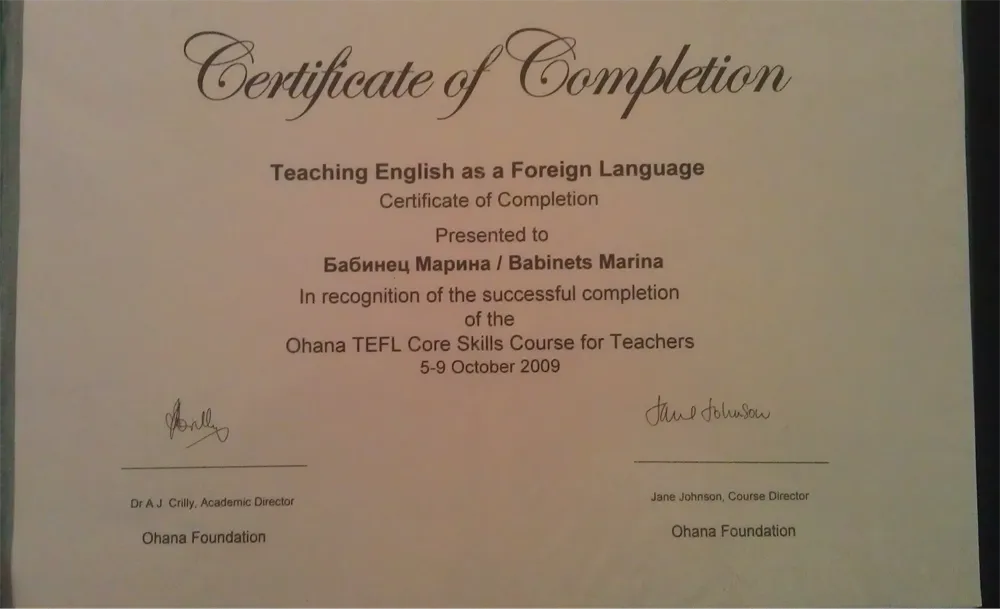 Certificate of Completion
Teaching English as a Foreign Language
Certificate of Completion
Presented to
Бабинец Марина / Babinets Marina
In recognition of the successful completion
of the
Ohana TEFL Core Skills Course for Teachers
5-9 October 2009
Jane Johnson
Dr A J Crilly, Academic Director
Jane Johnson, Course Director
Ohana Foundation
Ohana Foundation